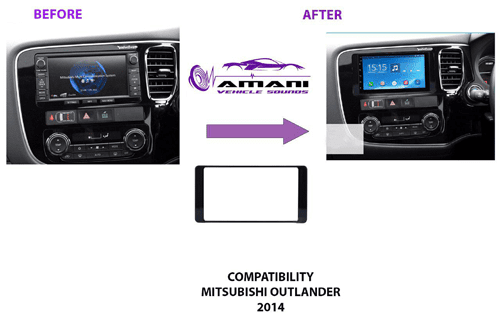 BEFORE
AFTER
AMANI
VEHICLE SOUNDS
15:15
COMPATIBILITY
MITSUBISHI OUTLANDER
2014